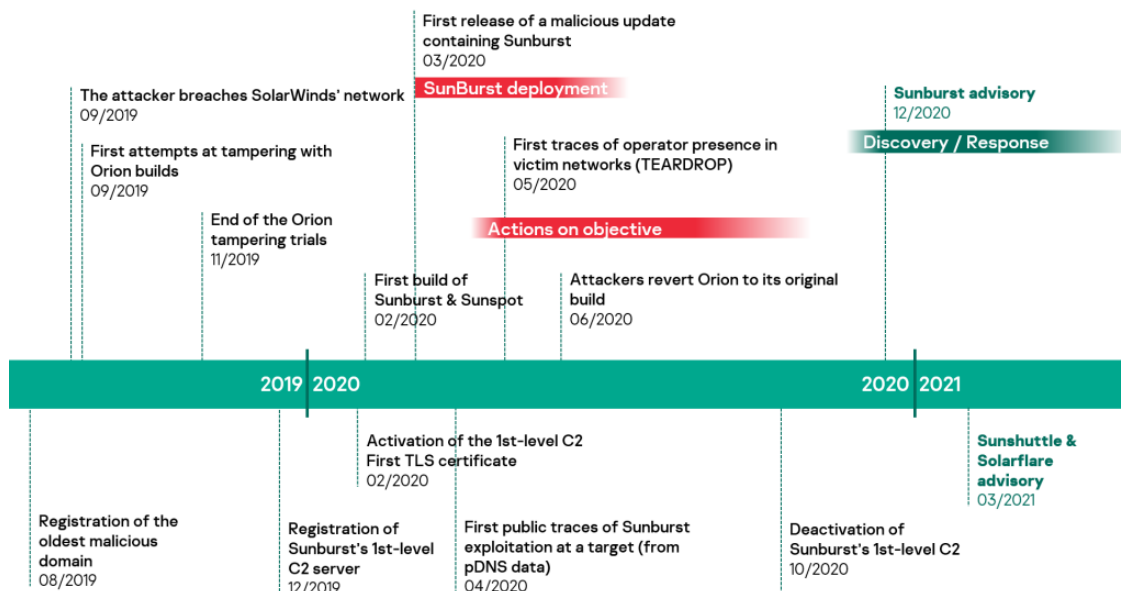 First release of a malicious update
containing Sunburst
03/2020
SunBurst deployment
The attacker breaches SolarWinds' network
09/2019
First attempts at tampering with
Orion builds
09/2019
End of the Orion
tampering trials
11/2019
First build of
Sunburst & Sunspot
02/2020
First traces of operator presence in
victim networks (TEARDROP)
05/2020
Actions on objective
Attackers revert Orion to its original
build
06/2020
Sunburst advisory
12/2020
Discovery / Response
2019 2020
2020 2021
Registration of the
oldest malicious
domain
08/2019
Registration of
Sunburst's 1st-level
C2 server
12/2019
Activation of the 1st-level C2
First TLS certificate
02/2020
First public traces of Sunburst
exploitation at a target (from
pDNS data)
04/2020
Deactivation of
Sunburst's 1st-level C2
10/2020
Sunshuttle &
Solarflare
advisory
03/2021